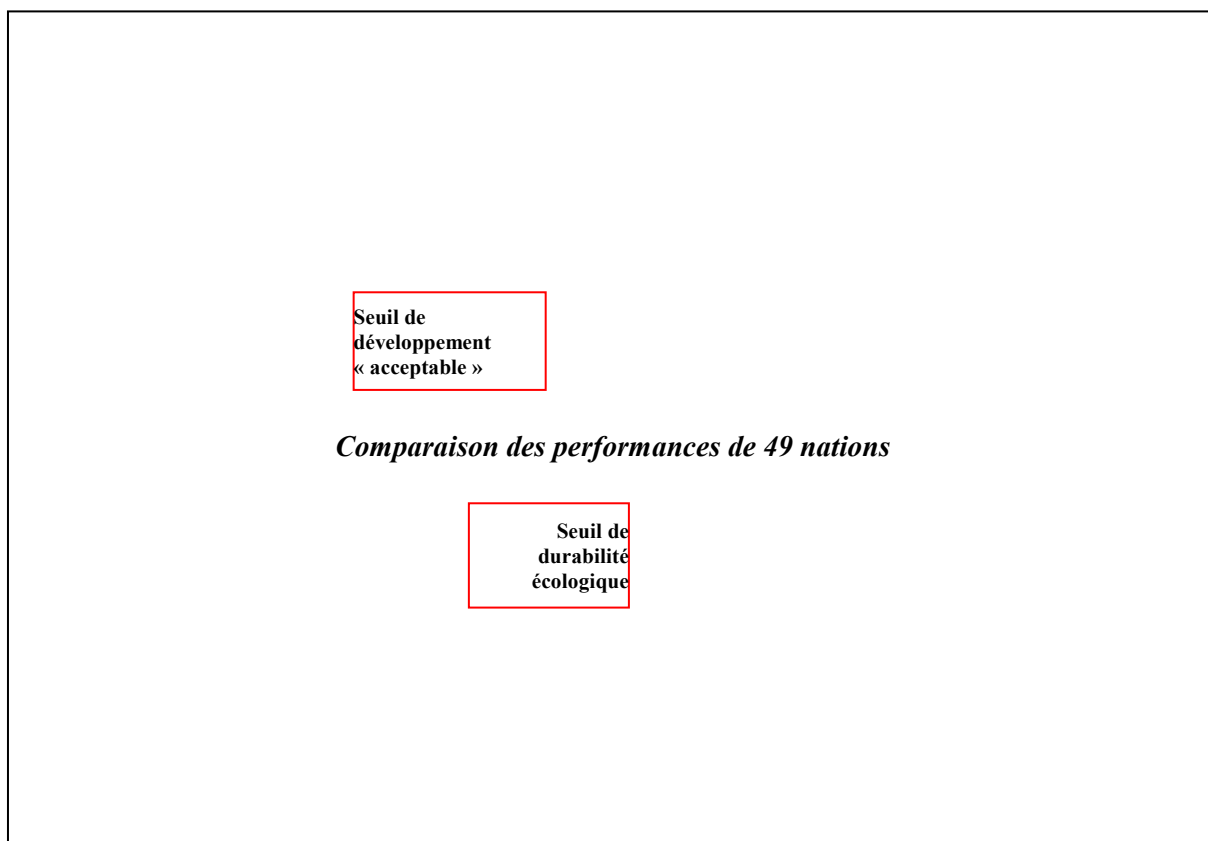 Seuil de
développement
« acceptable »
Comparaison des performances de 49 nations
Seuil de
durabilité
écologique